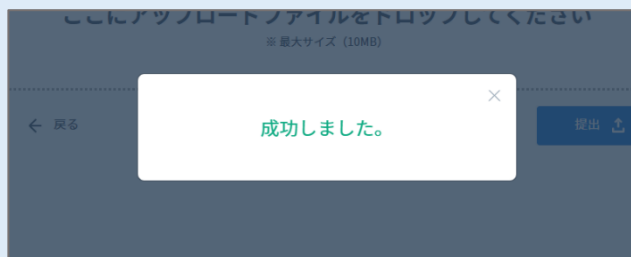 ここにアップロードファイルをドロップしてください
※ 最大サイズ（10MB）
成功しました。
戻る
提出